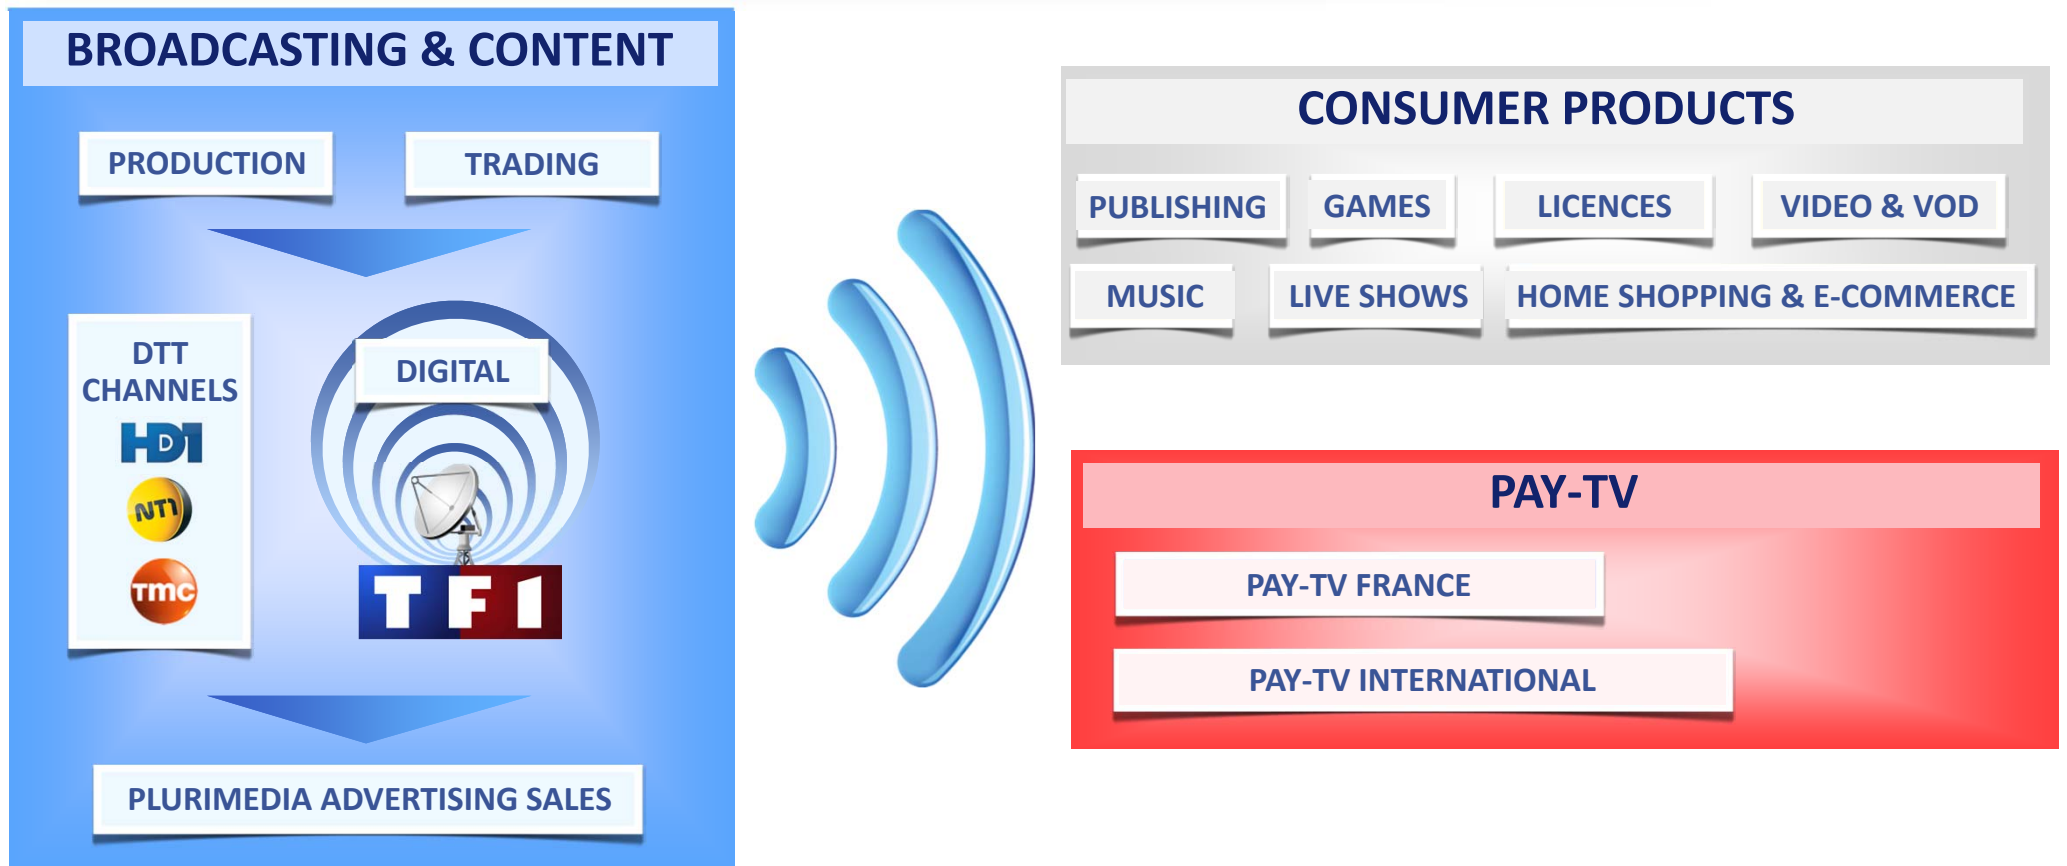 BROADCASTING & CONTENT
PRODUCTION
TRADING
DTT
CHANNELS
HD1
NT1
TMC
DIGITAL
TF1
PLURIMEDIA ADVERTISING SALES
CONSUMER PRODUCTS
PUBLISHING
GAMES
LICENCES
VIDEO & VOD
MUSIC
LIVE SHOWS
HOME SHOPPING & E-COMMERCE
PAY-TV
PAY-TV FRANCE
PAY-TV INTERNATIONAL